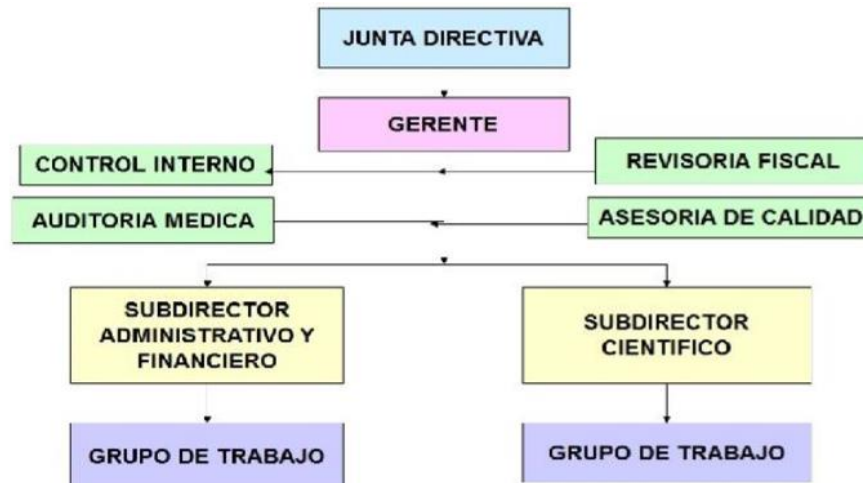 JUNTA DIRECTIVA
GERENTE
CONTROL INTERNO
REVISORIA FISCAL
AUDITORIA MEDICA
ASESORIA DE CALIDAD
SUBDIRECTOR
ADMINISTRATIVO Y
FINANCIERO
SUBDIRECTOR
CIENTIFICO
GRUPO DE TRABAJO
GRUPO DE TRABAJO